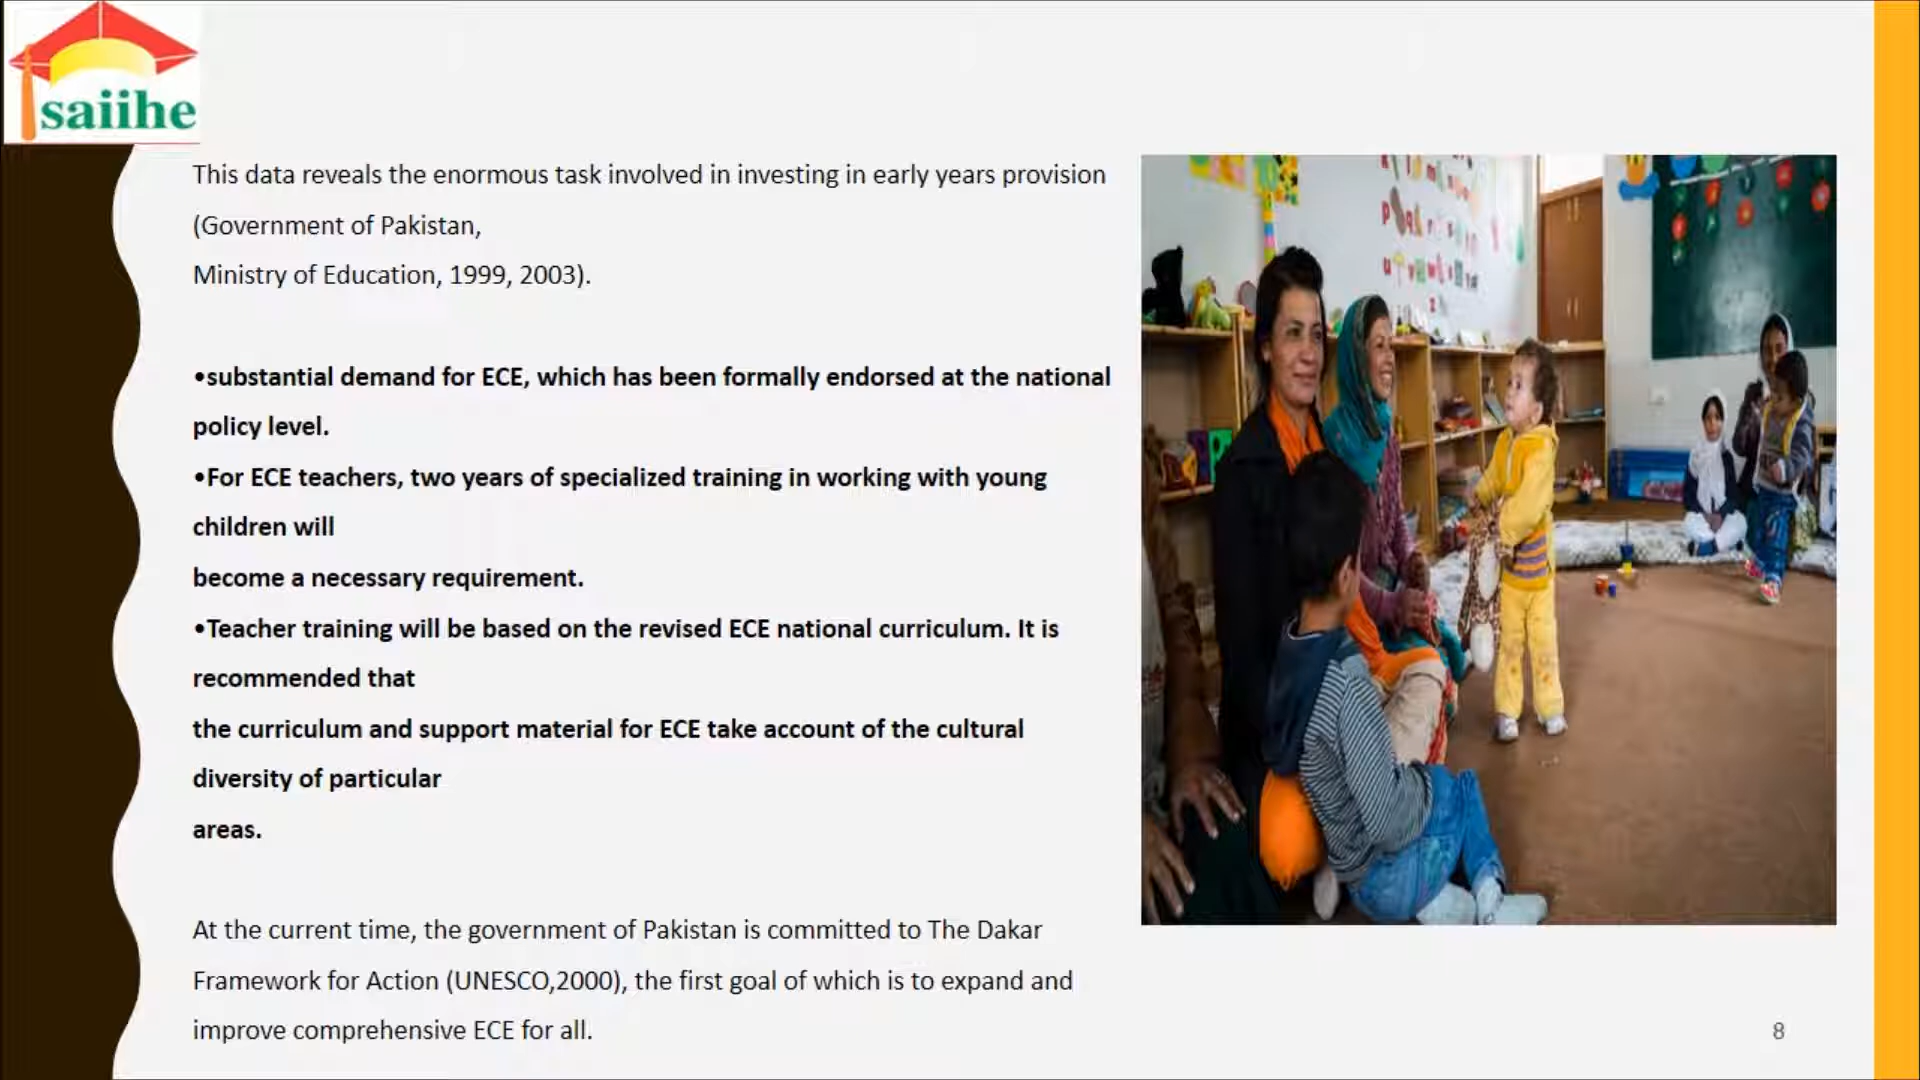 saiihe
This data reveals the enormous task involved in investing in early years provision
(Government of Pakistan,
Ministry of Education, 1999, 2003).
•substantial demand for ECE, which has been formally endorsed at the national
policy level.
•For ECE teachers, two years of specialized training in working with young
children will
become a necessary requirement.
•Teacher training will be based on the revised ECE national curriculum. It is
recommended that
the curriculum and support material for ECE take account of the cultural
diversity of particular
areas.
At the current time, the government of Pakistan is committed to The Dakar
Framework for Action (UNESCO,2000), the first goal of which is to expand and
improve comprehensive ECE for all.
8